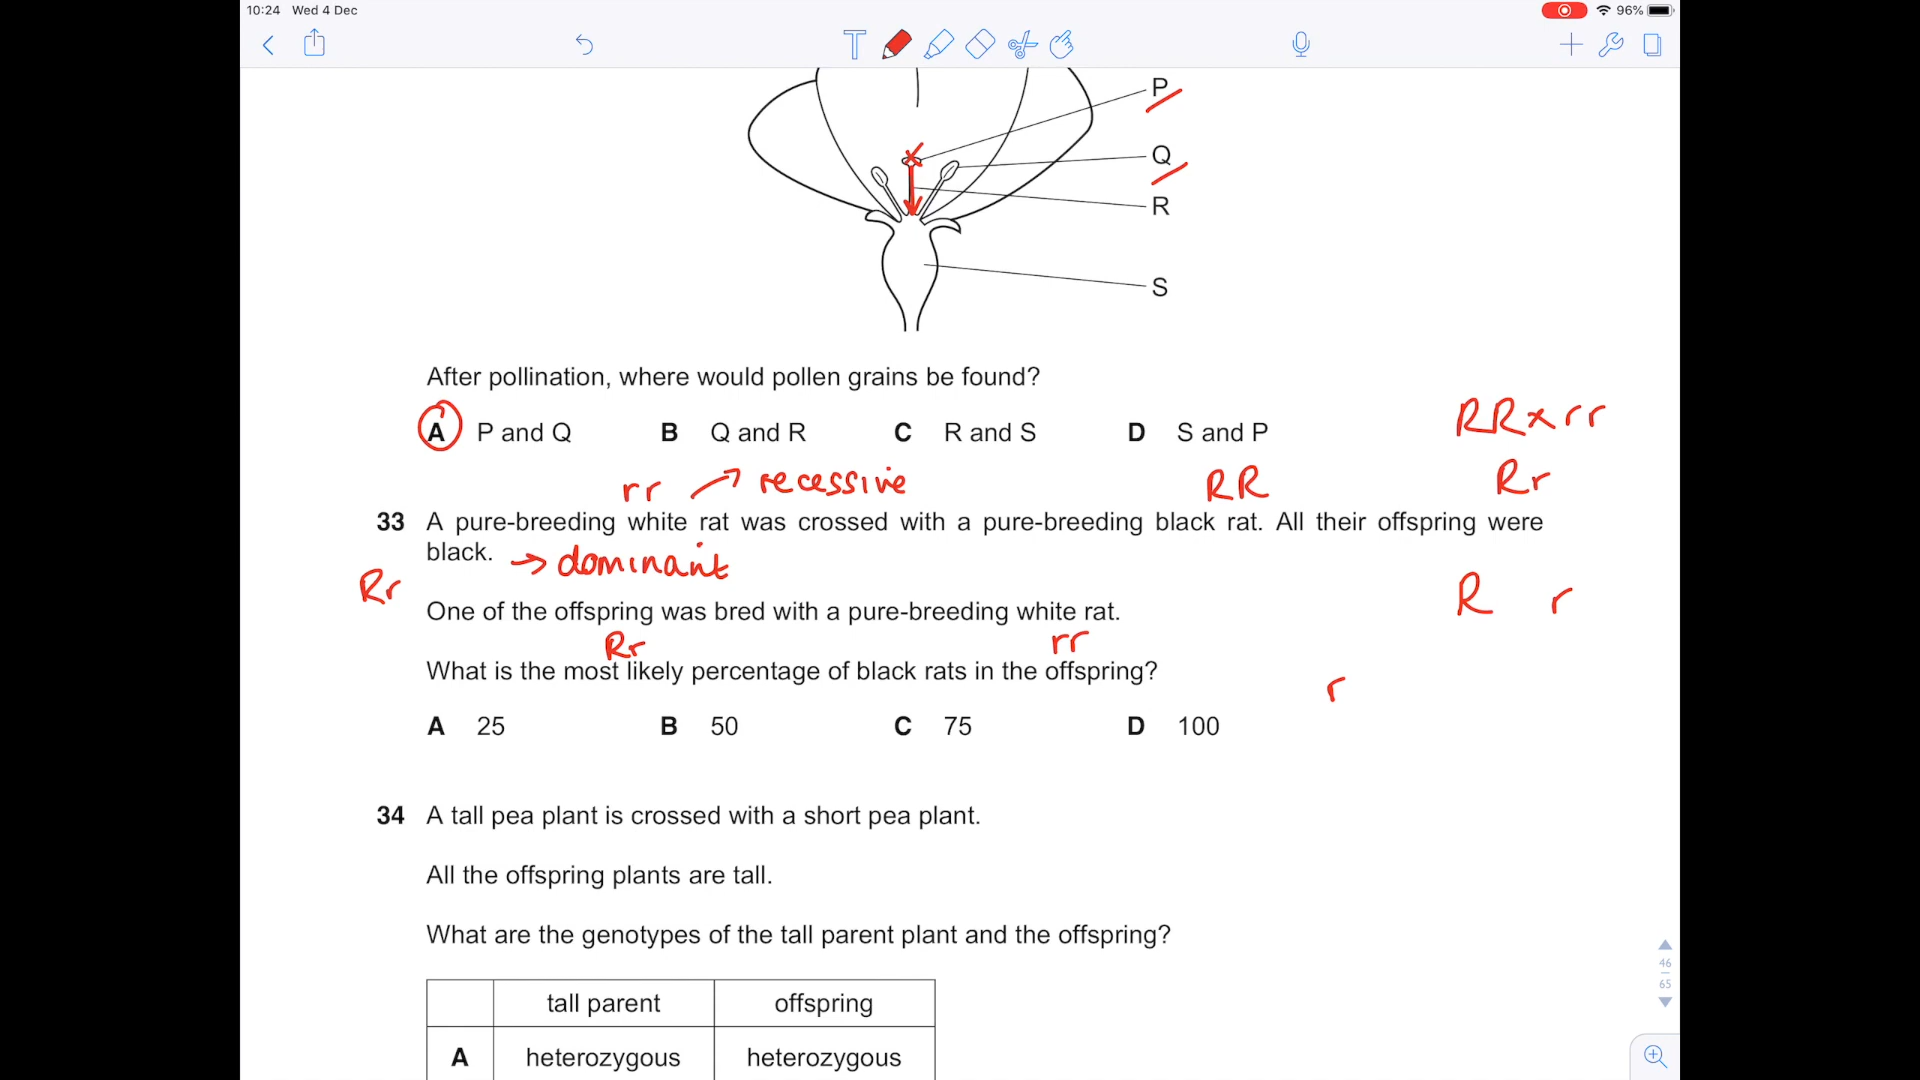 10:24 Wed 4 Dec
96%
T
P
Q
R
S
After pollination, where would pollen grains be found?
A P and Q B Q and R C R and S D S and P
RR x rr
rr → recessive RR Rr
33 A pure-breeding white rat was crossed with a pure-breeding black rat. All their offspring were
black. → dominant
Rr R r
One of the offspring was bred with a pure-breeding white rat.
Rr rr
What is the most likely percentage of black rats in the offspring?
r
A 25 B 50 C 75 D 100
34 A tall pea plant is crossed with a short pea plant.
All the offspring plants are tall.
What are the genotypes of the tall parent plant and the offspring?
46
65
tall parent offspring
A heterozygous heterozygous